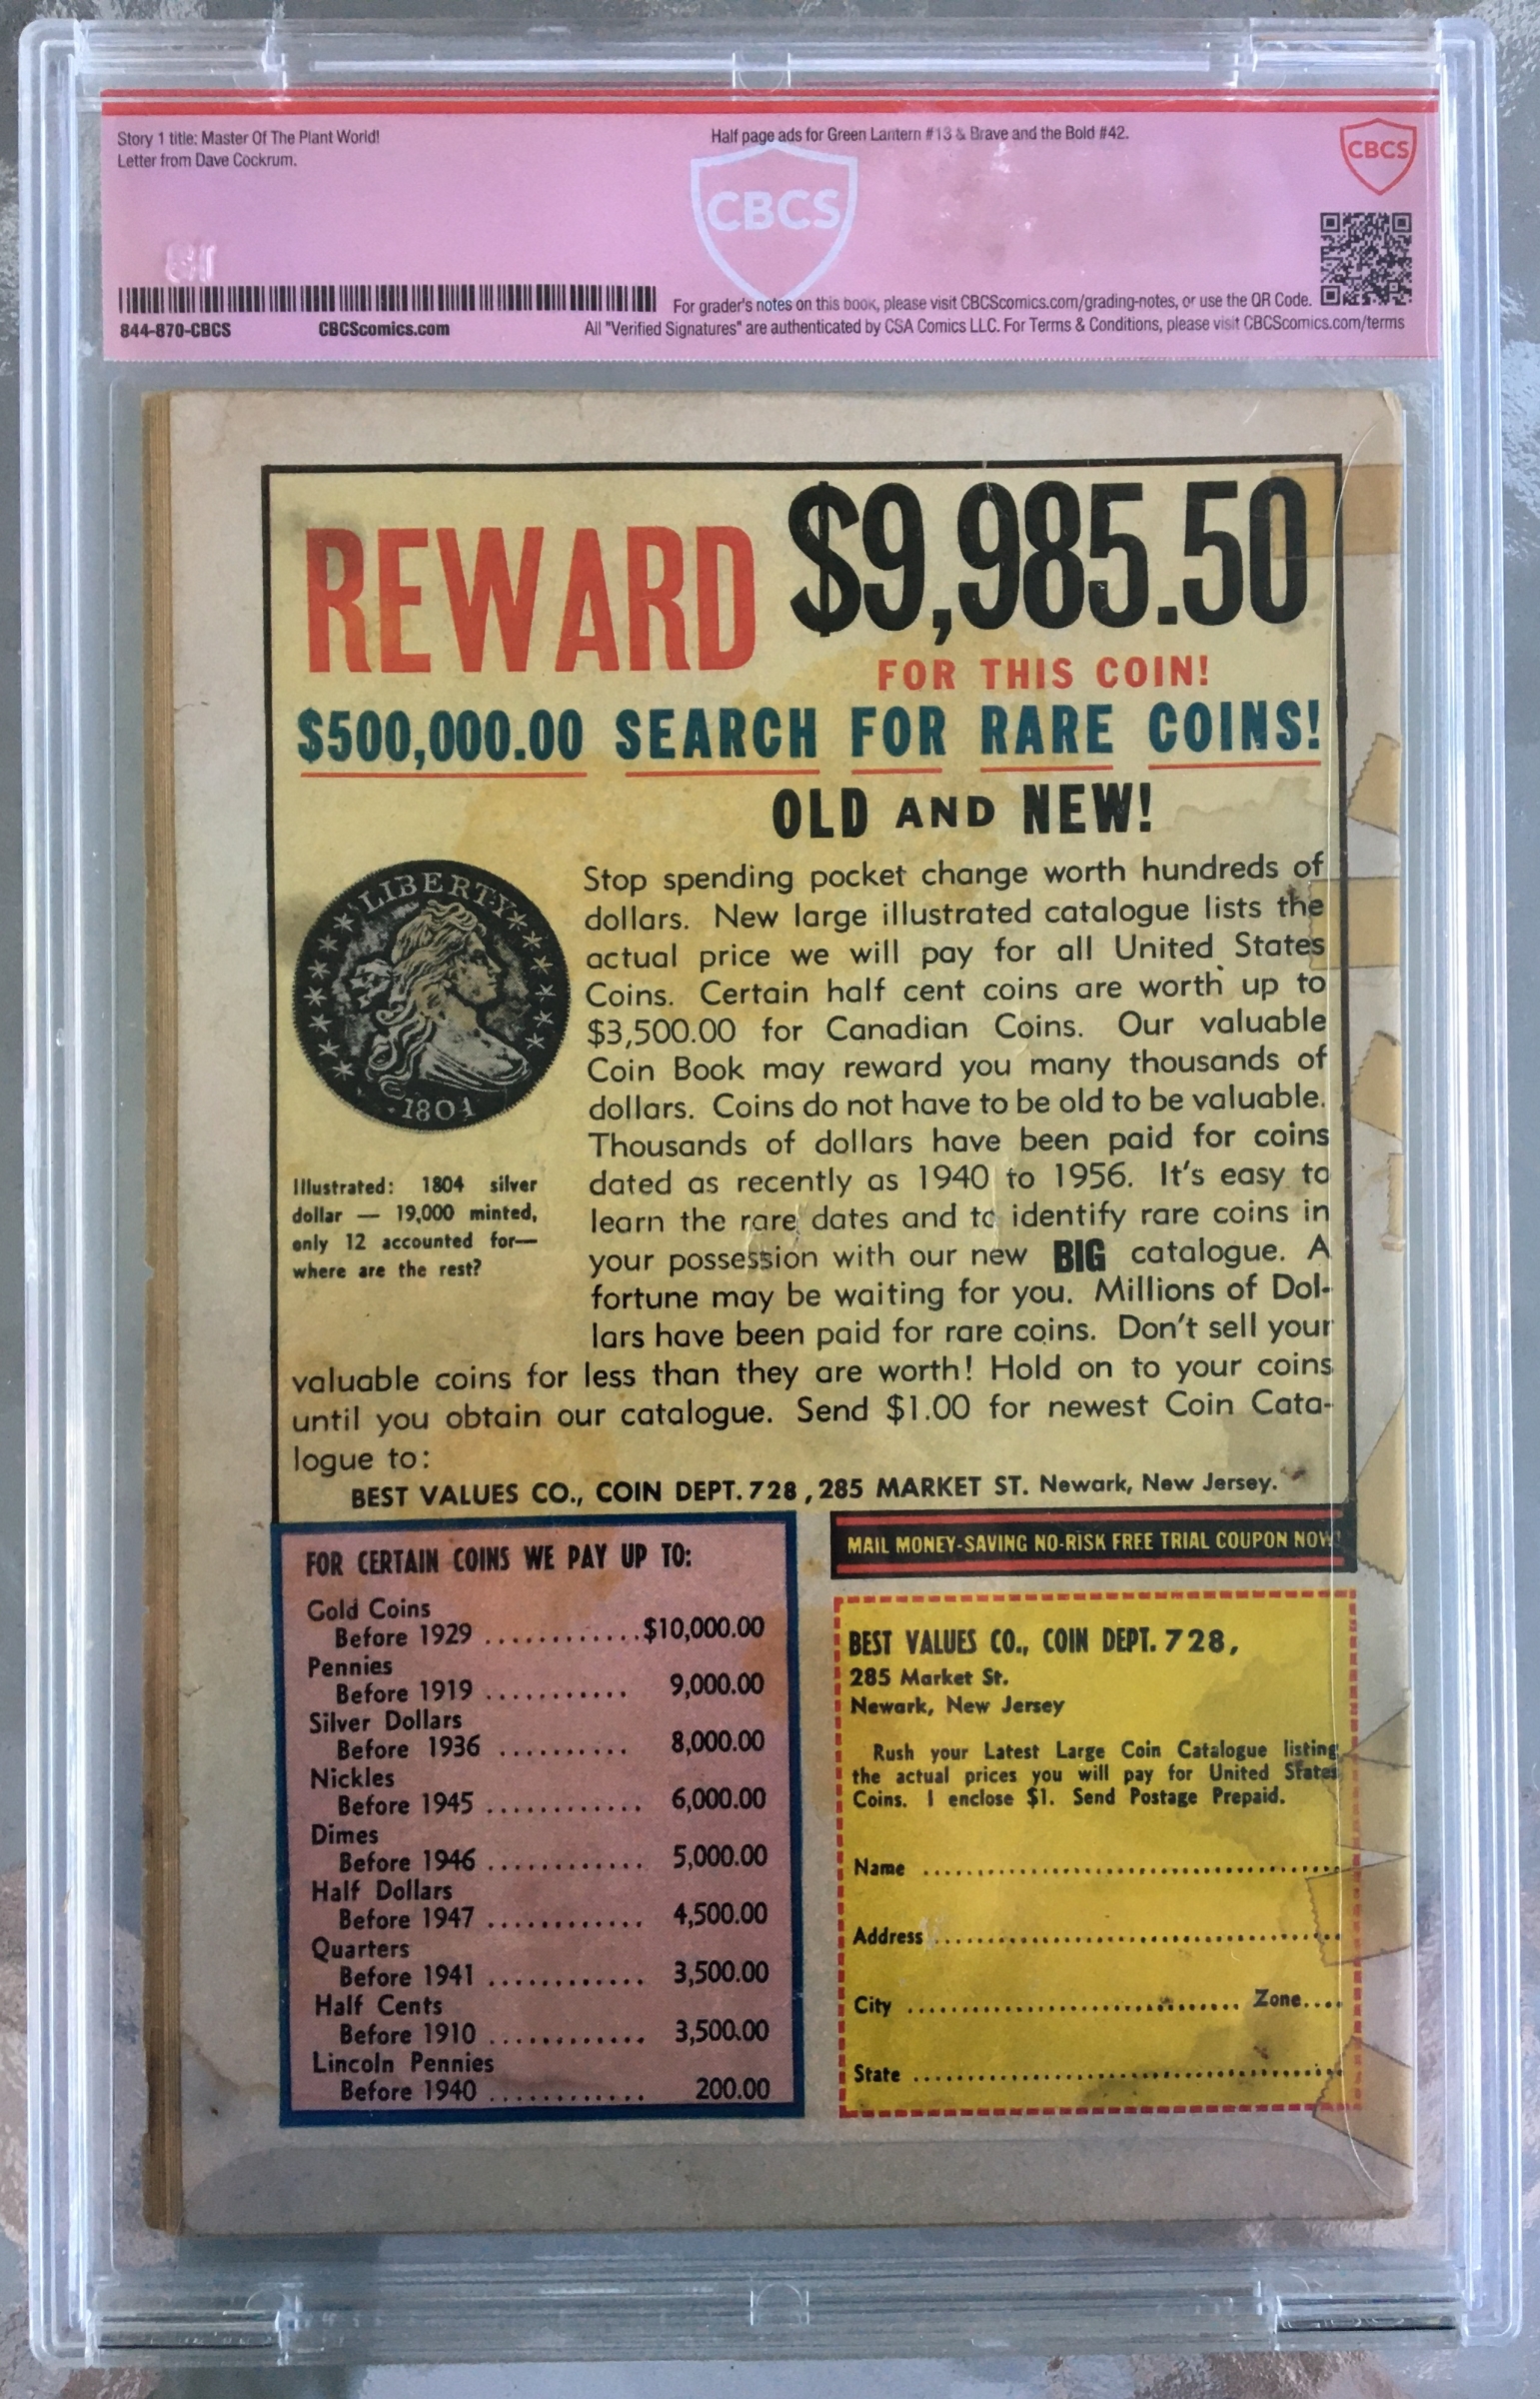 Story 1 title: Master Of The Plant World!
Letter from Dave Cockrum.
Half page ads for Green Lantern #13 & Brave and the Bold #42.
CBCS
CBCS
For grader's notes on this book, please visit CBCScomics.com/grading-notes, or use the QR Code.
844-870-CBCS
CBCScomics.com
All "Verified Signatures" are authenticated by CSA Comics LLC. For Terms & Conditions, please visit CBCScomics.com/terms
REWARD $9,985.50
FOR THIS COIN!
$500,000.00 SEARCH FOR RARE COINS!
OLD AND NEW!
LIBERTY
1804
Illustrated: 1804 silver
dollar — 19,000 minted,
only 12 accounted for—
where are the rest?
Stop spending pocket change worth hundreds of
dollars. New large illustrated catalogue lists the
actual price we will pay for all United States
Coins. Certain half cent coins are worth up to
$3,500.00 for Canadian Coins. Our valuable
Coin Book may reward you many thousands of
dollars. Coins do not have to be old to be valuable.
Thousands of dollars have been paid for coins
dated as recently as 1940 to 1956. It's easy to
learn the rare dates and to identify rare coins in
your possession with our new BIG catalogue. A
fortune may be waiting for you. Millions of Dol-
lars have been paid for rare coins. Don't sell your
valuable coins for less than they are worth! Hold on to your coins
until you obtain our catalogue. Send $1.00 for newest Coin Cata-
logue to:
BEST VALUES CO., COIN DEPT. 728, 285 MARKET ST. Newark, New Jersey.
FOR CERTAIN COINS WE PAY UP TO:
Gold Coins
Before 1929 ............$10,000.00
Pennies
Before 1919 ........... 9,000.00
Silver Dollars
Before 1936 .......... 8,000.00
Nickles
Before 1945 ............ 6,000.00
Dimes
Before 1946 ............ 5,000.00
Half Dollars
Before 1947 ............ 4,500.00
Quarters
Before 1941 ............ 3,500.00
Half Cents
Before 1910 ............ 3,500.00
Lincoln Pennies
Before 1940 ............ 200.00
MAIL MONEY-SAVING NO-RISK FREE TRIAL COUPON NOW!
BEST VALUES CO., COIN DEPT. 728,
285 Market St.
Newark, New Jersey
Rush your Latest Large Coin Catalogue listing
the actual prices you will pay for United States
Coins. I enclose $1. Send Postage Prepaid.
Name ........................................
Address ........................................
City ................................ Zone....
State ........................................